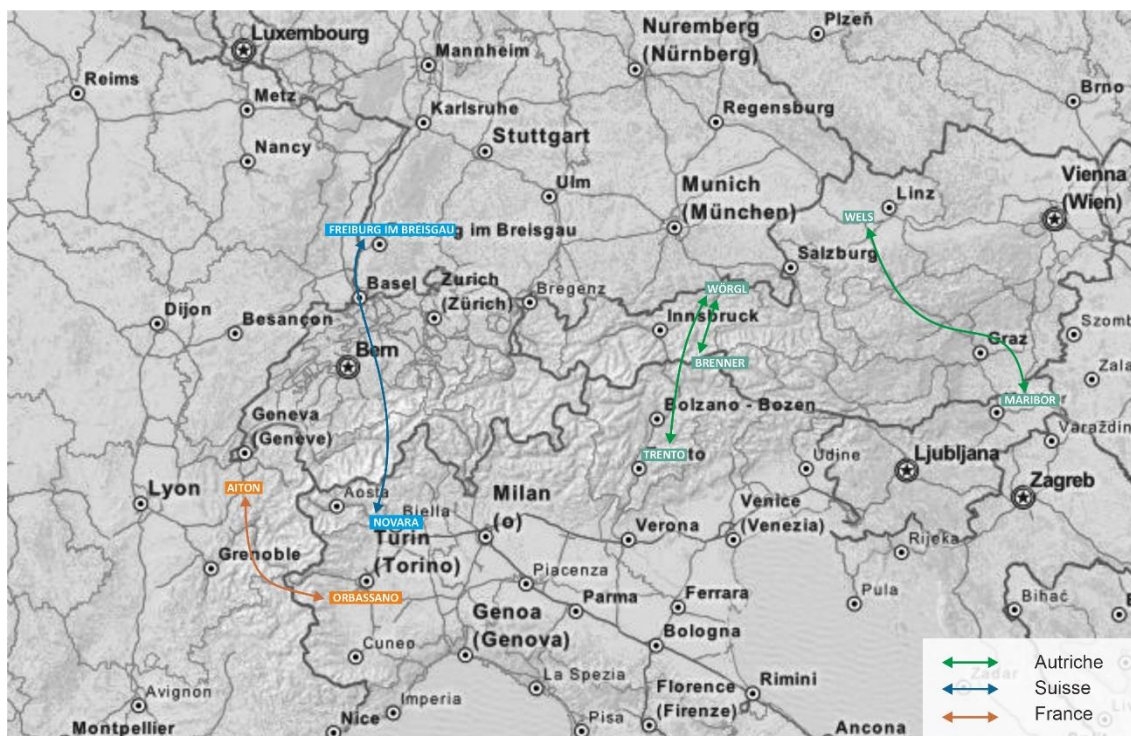 Luxembourg
Reims
Metz
Nancy
Mannheim
Karlsruhe
Stuttgart
Ulm
Nuremberg
(Nürnberg)
Regensburg
Plzeň
Brno
Munich
(München)
Linz
Vienna
(Wien)
WELS
Salzburg
FREIBURG IM BREISGAU
g im Breisgau
Basel
Zurich
(Zürich)
Bregenz
WÖRGL
Innsbruck
BRENNER
Graz
Szomb
Zala
MARIBOR
Varaždin
Dijon
Besançon
Bern
Geneva
(Genève)
Bolzano - Bozen
TRENTO
to
Udine
Ljubljana
Zagreb
Lyon
AITON
Aosta
NOVARA
Biella
Milan
(o)
Turin
(Torino)
Verona
Venice
(Venezia)
Rijeka
Grenoble
ORBASSANO
Piacenza
Parma
Ferrara
Pula
Bihać
B
Cuneo
Genoa
(Genova)
Bologna
Avignon
Imperia
La Spezia
Florence
(Firenze)
Rimini
Zadar
Montpellier
Nice
Pisa
Ancona
Autriche
Suisse
France